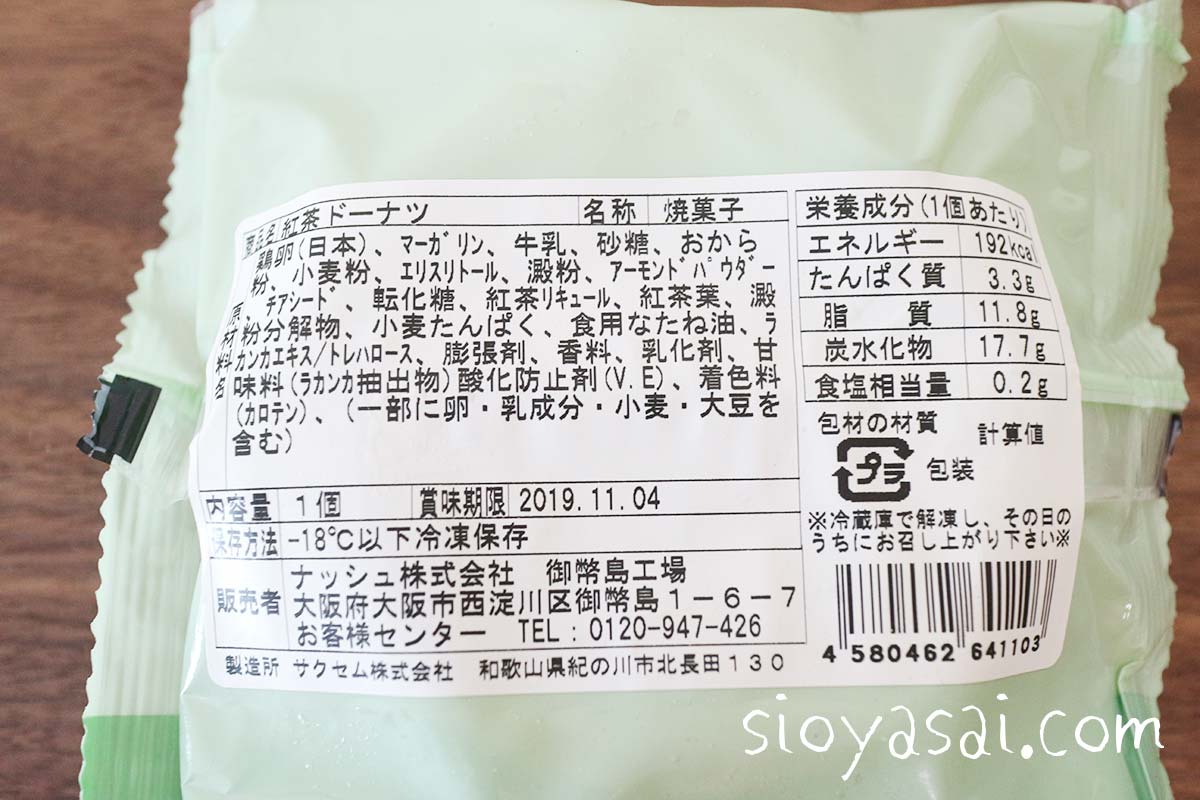 商品名 紅茶ドーナツ 名称 焼菓子
原材料名
鶏卵(日本)、マーガリン、牛乳、砂糖、おから
粉、小麦粉、エリスリトール、澱粉、アーモンドパウダー
、チアシード、転化糖、紅茶リキュール、紅茶葉、澱
粉分解物、小麦たんぱく、食用なたね油、ラ
カンカエキス/トレハロース、膨張剤、香料、乳化剤、甘
味料(ラカンカ抽出物)酸化防止剤(V.E)、着色料
(カロテン)、(一部に卵・乳成分・小麦・大豆を
含む)
内容量 1個 賞味期限 2019.11.04
保存方法 -18℃以下冷凍保存
販売者
ナッシュ株式会社 御幣島工場
大阪府大阪市西淀川区御幣島1-6-7
お客様センター TEL:0120-947-426
製造所 サクセム株式会社 和歌山県紀の川市北長田130
栄養成分(1個あたり)
エネルギー 192kcal
たんぱく質 3.3g
脂質 11.8g
炭水化物 17.7g
食塩相当量 0.2g
包材の材質 計算値
プラ 包装
※冷蔵庫で解凍し、その日の
うちにお召し上がり下さい※
4 580462 641103
sioyasai.com